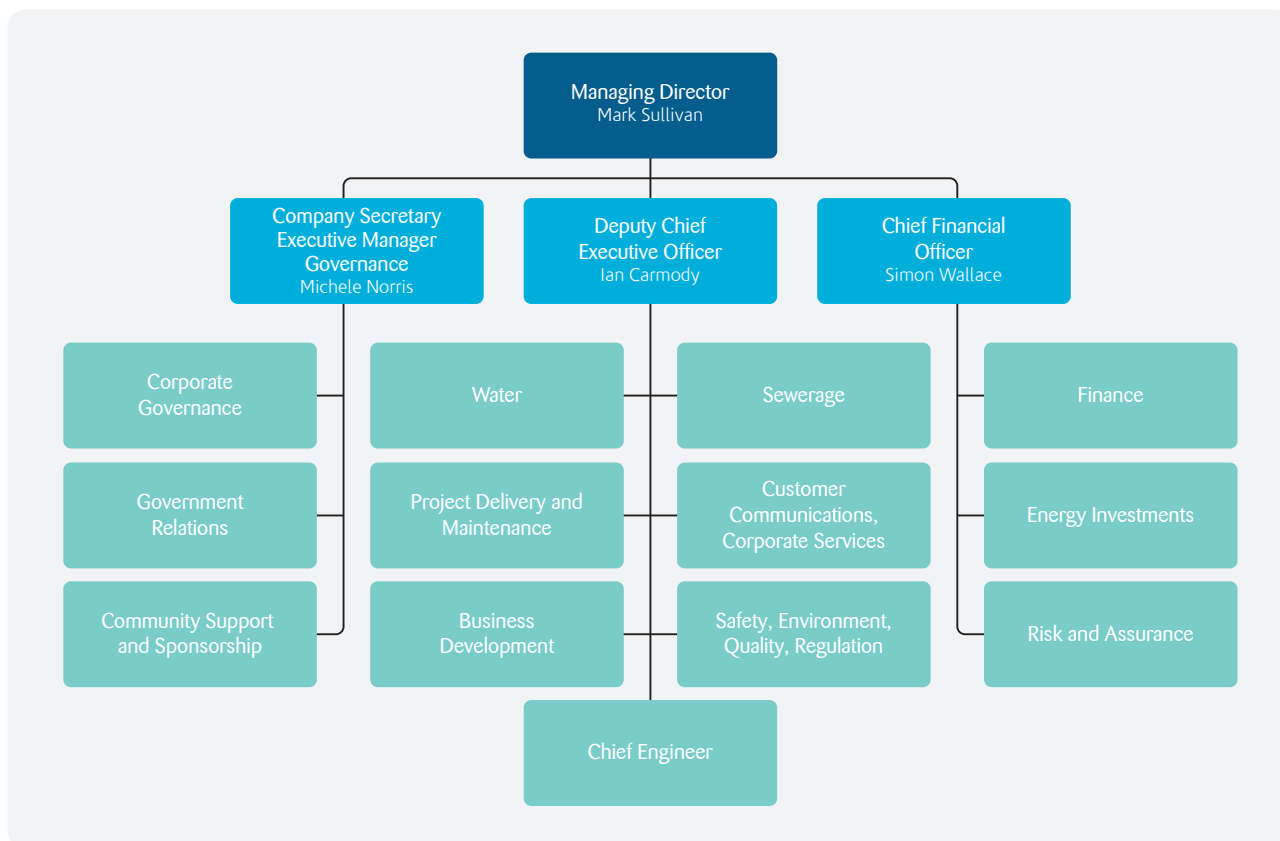 Managing Director
Mark Sullivan
Company Secretary
Executive Manager
Governance
Michele Norris
Deputy Chief
Executive Officer
Ian Carmody
Chief Financial
Officer
Simon Wallace
Corporate
Governance
Water
Sewerage
Finance
Government
Relations
Project Delivery and
Maintenance
Customer
Communications,
Corporate Services
Energy Investments
Community Support
and Sponsorship
Business
Development
Safety, Environment,
Quality, Regulation
Risk and Assurance
Chief Engineer